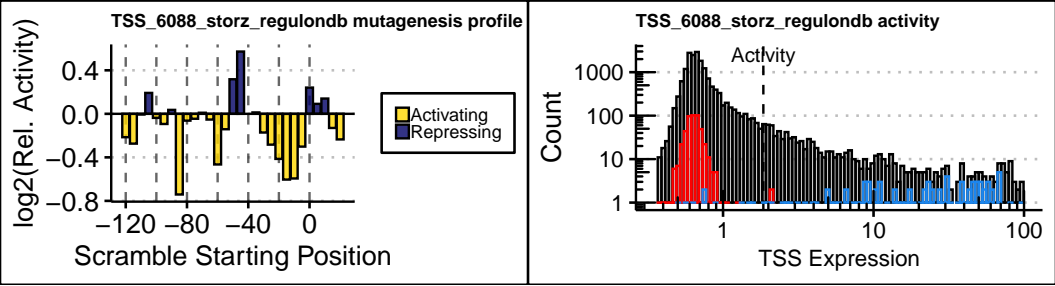 TSS_6088_storz_regulondb mutagenesis profile
log2(Rel. Activity)
0.4
0.0
−0.4
−0.8
−120
−80
−40
0
Scramble Starting Position
Activating
Repressing
TSS_6088_storz_regulondb activity
Activity
Count
1000
100
10
1
1
10
100
TSS Expression